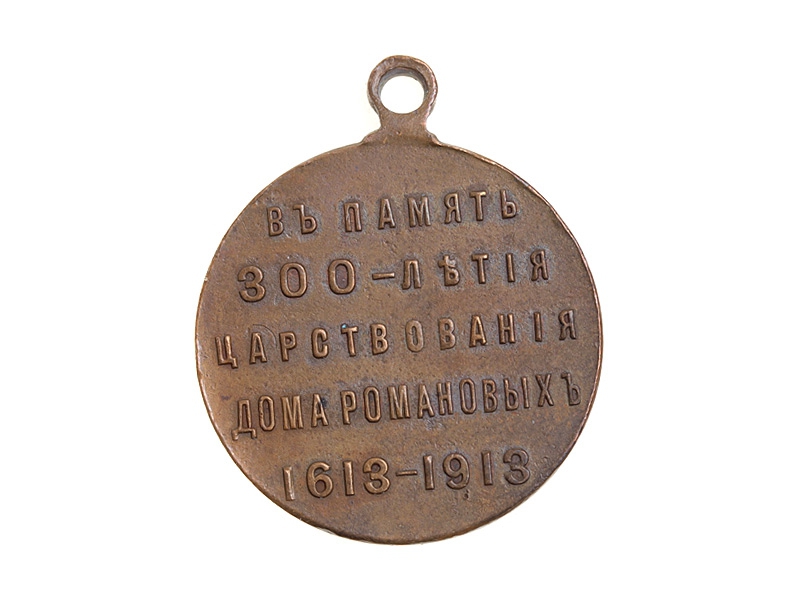 ВЪ ПАМЯТЬ
300-ЛѢТІЯ
ЦАРСТВОВАНІЯ
ДОМА РОМАНОВЫХЪ
1613-1913